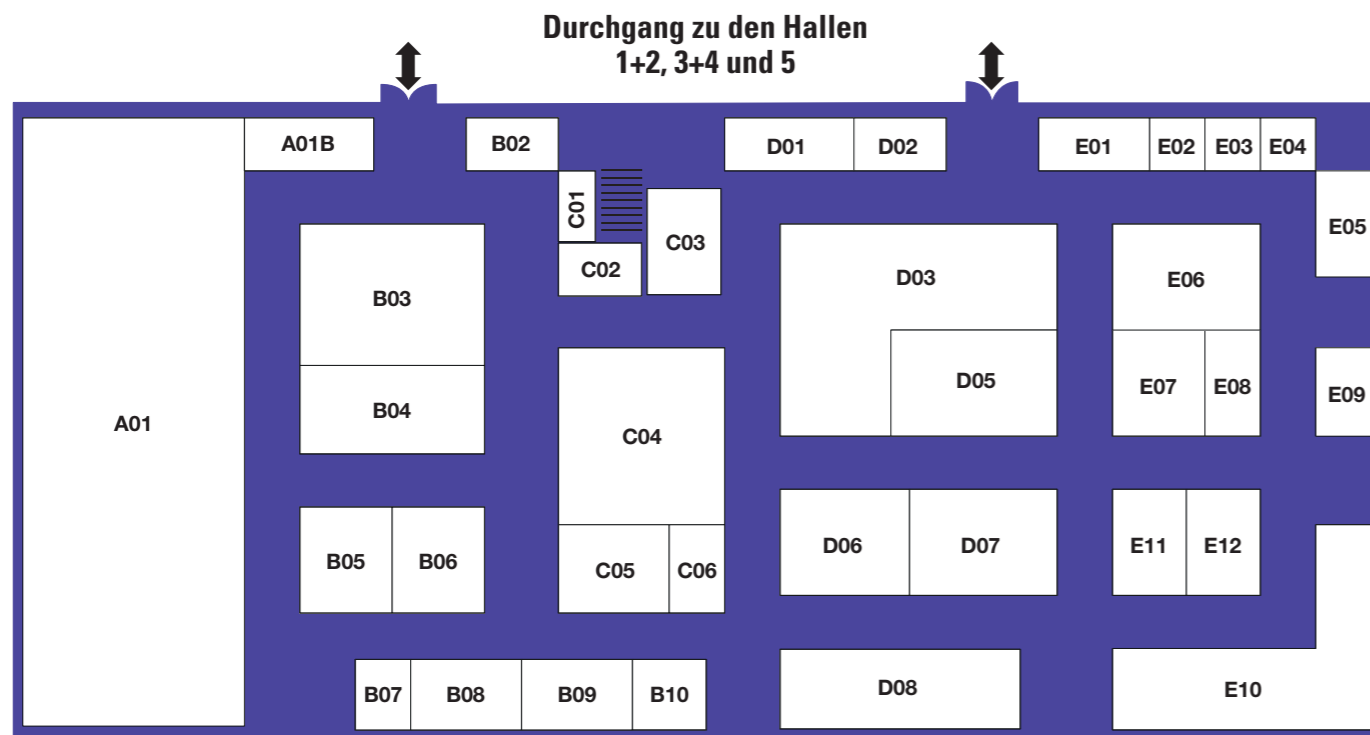 Durchgang zu den Hallen
1+2, 3+4 und 5
A01B
B02
D01
D02
E01
E02
E03
E04
C01
C03
E05
C02
B03
D03
E06
A01
B04
C04
D05
E07
E08
E09
B05
B06
C05
C06
D06
D07
E11
E12
B07
B08
B09
B10
D08
E10